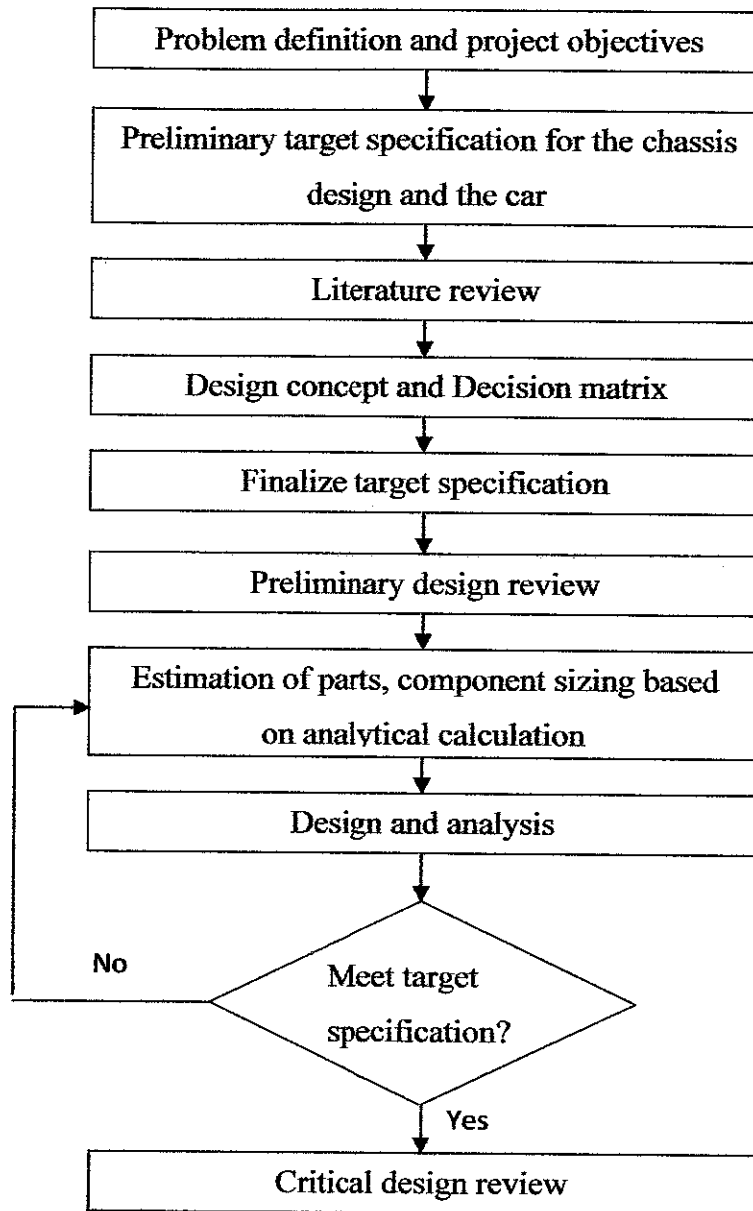 Problem definition and project objectives
Preliminary target specification for the chassis
design and the car
Literature review
Design concept and Decision matrix
Finalize target specification
Preliminary design review
Estimation of parts, component sizing based
on analytical calculation
Design and analysis
No
Meet target
specification?
Yes
Critical design review